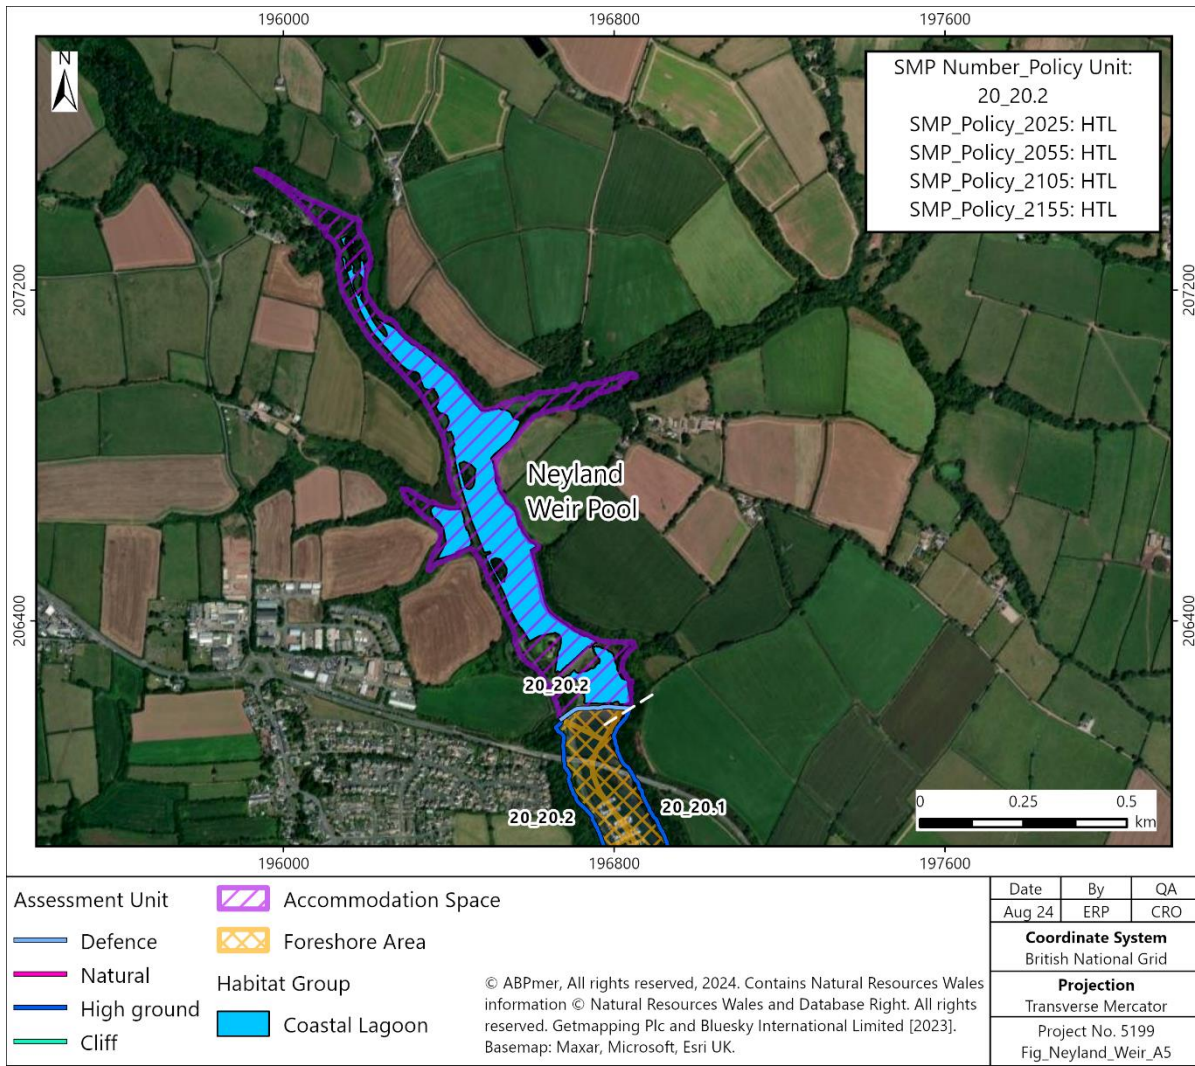 196000
196800
197600
N
SMP Number_Policy Unit:
20_20.2
SMP_Policy_2025: HTL
SMP_Policy_2055: HTL
SMP_Policy_2105: HTL
SMP_Policy_2155: HTL
207200
207200
Neyland
Weir Pool
206400
206400
20_20.2
20_20.2
20_20.1
0
0.25
0.5
km
196000
196800
197600
Assessment Unit
Defence
Natural
High ground
Cliff
Accommodation Space
Foreshore Area
Habitat Group
Coastal Lagoon
© ABPmer, All rights reserved, 2024. Contains Natural Resources Wales
information © Natural Resources Wales and Database Right. All rights
reserved. Getmapping Plc and Bluesky International Limited [2023].
Basemap: Maxar, Microsoft, Esri UK.
Date By QA
Aug 24 ERP CRO
Coordinate System
British National Grid
Projection
Transverse Mercator
Project No. 5199
Fig_Neyland_Weir_A5